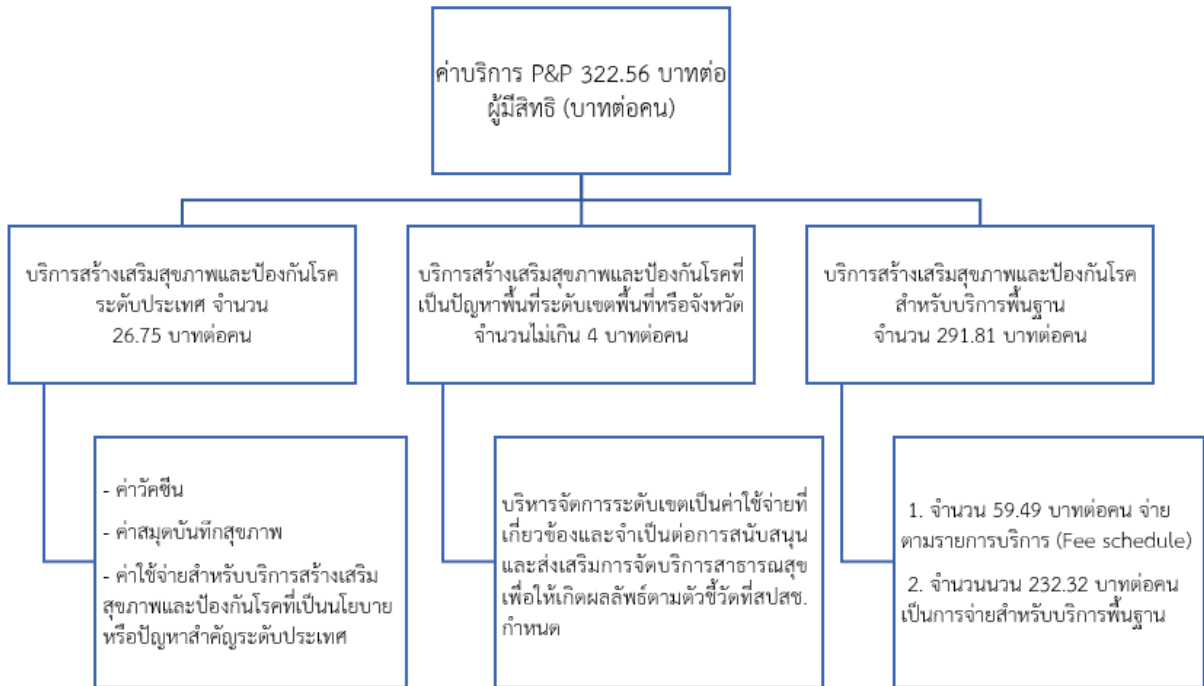 ค่าบริการ P&P 322.56 บาทต่อ
ผู้มีสิทธิ (บาทต่อคน)
บริการสร้างเสริมสุขภาพและป้องกันโรค
ระดับประเทศ จำนวน
26.75 บาทต่อคน
บริการสร้างเสริมสุขภาพและป้องกันโรคที่
เป็นปัญหาพื้นที่ระดับเขตพื้นที่หรือจังหวัด
จำนวนไม่เกิน 4 บาทต่อคน
บริการสร้างเสริมสุขภาพและป้องกันโรค
สำหรับบริการพื้นฐาน
จำนวน 291.81 บาทต่อคน
- ค่าวัคซีน
- ค่าสมุดบันทึกสุขภาพ
- ค่าใช้จ่ายสำหรับบริการสร้างเสริม
สุขภาพและป้องกันโรคที่เป็นนโยบาย
หรือปัญหาสำคัญระดับประเทศ
บริหารจัดการระดับเขตเป็นค่าใช้จ่ายที่
เกี่ยวข้องและจำเป็นต่อการสนับสนุน
และส่งเสริมการจัดบริการสาธารณสุข
เพื่อให้เกิดผลลัพธ์ตามตัวชี้วัดที่สปสช.
กำหนด
1. จำนวน 59.49 บาทต่อคน จ่าย
ตามรายการบริการ (Fee schedule)
2. จำนวนนวน 232.32 บาทต่อคน
เป็นการจ่ายสำหรับบริการพื้นฐาน